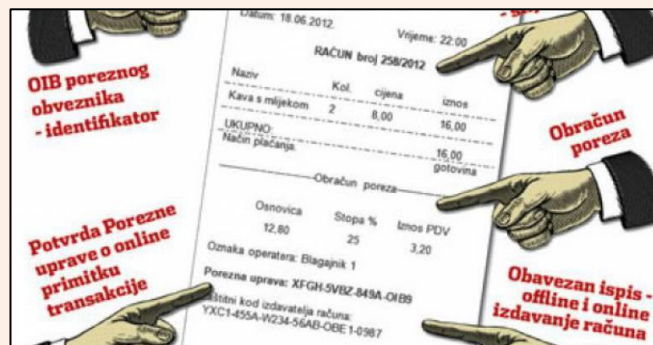 Datum: 18.06.2012.
Vrijeme: 22:00
RAČUN broj 258/2012
Naziv Kol. cijena iznos
Kava s mlijekom 2 8,00 16,00
UKUPNO: 16,00
Način plaćanja: gotovina
Obračun poreza
Osnovica Stopa % Iznos PDV
12,80 25 3,20
Oznaka operatera: Blagajnik 1
Porezna uprava: XFGH-5VBZ-849A-OIB9
kod izdavatelja računa:
YXC1-455A-W234-56AB-OBE1-0987
OIB poreznog
obveznika
- identifikator
Potvrda Porezne
uprave o online
primitku
transakcije
Obračun
poreza
Obavezan ispis -
offline i online
izdavanje računa